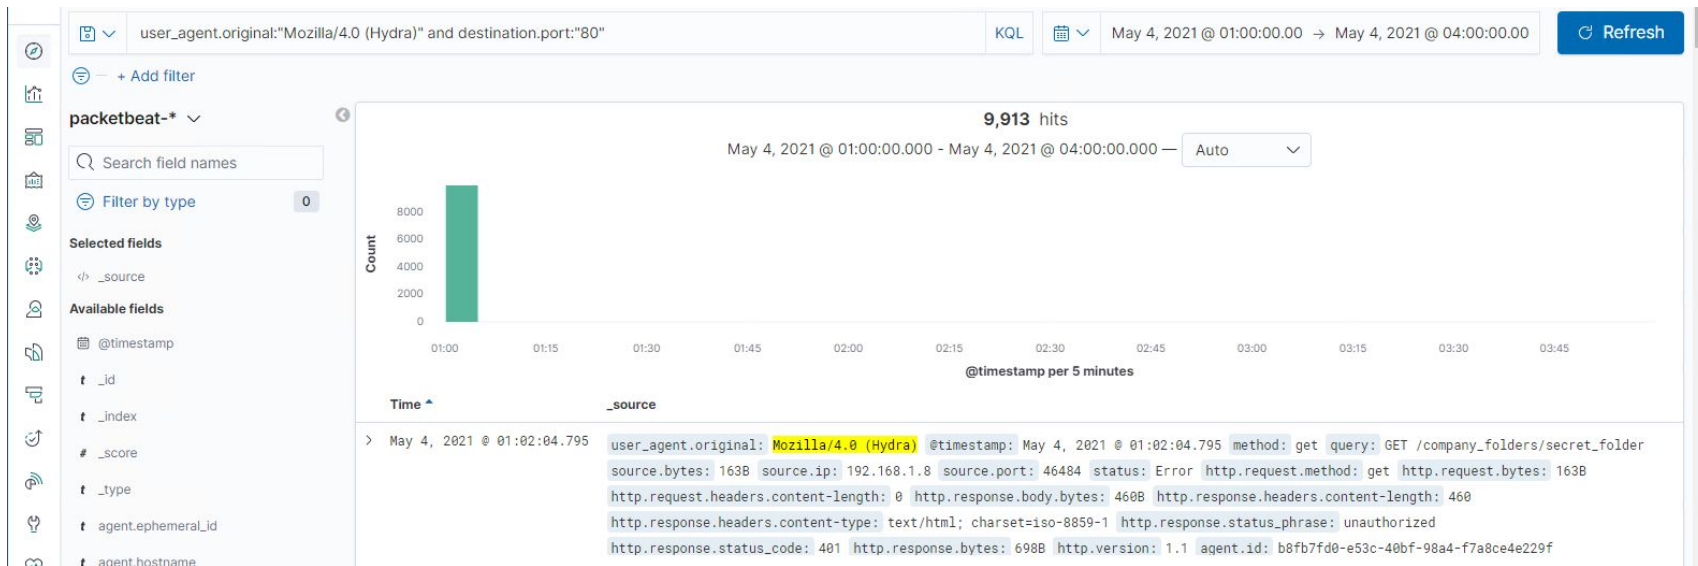 user_agent.original:"Mozilla/4.0 (Hydra)" and destination.port:"80"
KQL
May 4, 2021 @ 01:00:00.00 → May 4, 2021 @ 04:00:00.00
Refresh
+ Add filter
packetbeat-*
Search field names
Filter by type 0
Selected fields
</> _source
Available fields
@timestamp
t _id
t _index
# _score
t _type
t agent.ephemeral_id
t agent.hostname
9,913 hits
May 4, 2021 @ 01:00:00.000 - May 4, 2021 @ 04:00:00.000 — Auto
Count
8000
6000
4000
2000
0
01:00 01:15 01:30 01:45 02:00 02:15 02:30 02:45 03:00 03:15 03:30 03:45
@timestamp per 5 minutes
Time _source
May 4, 2021 @ 01:02:04.795 user_agent.original: Mozilla/4.0 (Hydra) @timestamp: May 4, 2021 @ 01:02:04.795 method: get query: GET /company_folders/secret_folder
source.bytes: 163B source.ip: 192.168.1.8 source.port: 46484 status: Error http.request.method: get http.request.bytes: 163B
http.request.headers.content-length: 0 http.response.body.bytes: 460B http.response.headers.content-length: 460
http.response.headers.content-type: text/html; charset=iso-8859-1 http.response.status_phrase: unauthorized
http.response.status_code: 401 http.response.bytes: 698B http.version: 1.1 agent.id: b8fb7fd0-e53c-40bf-98a4-f7a8ce4e229f